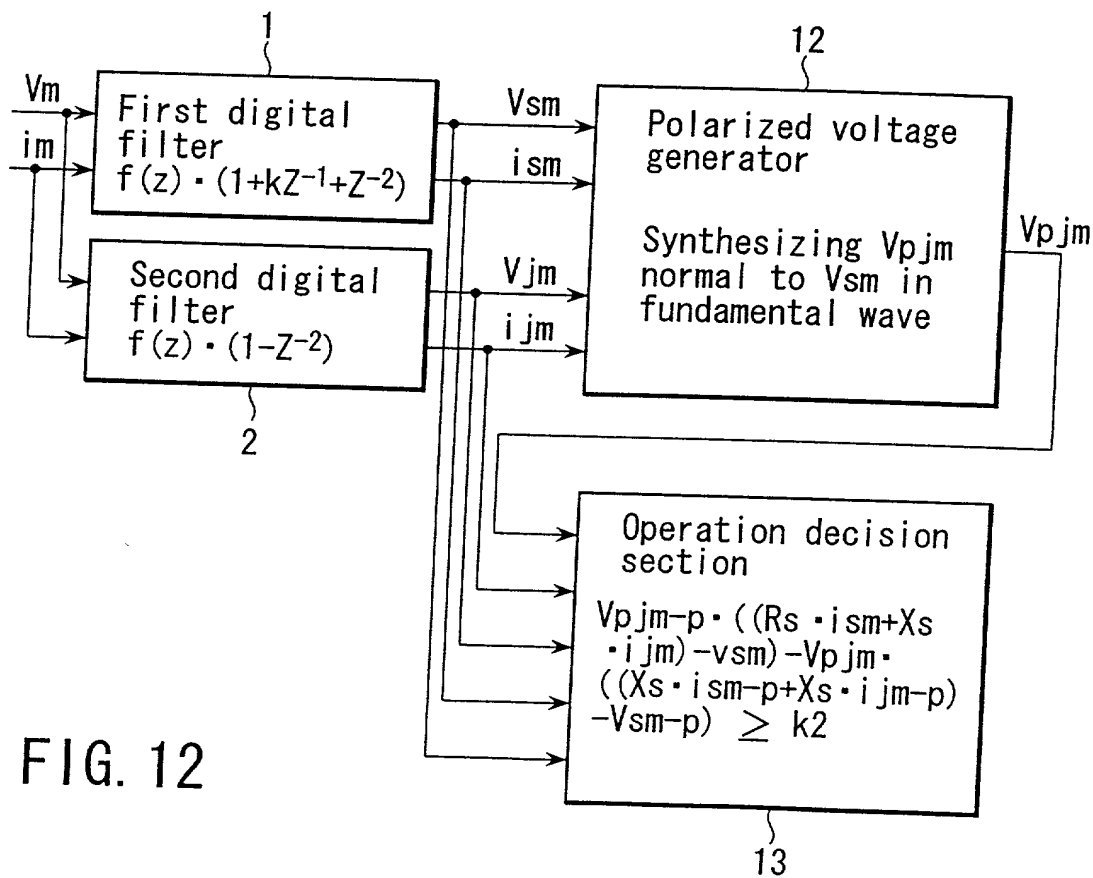 1
12
Vm
im
First digital
filter
f(z)·(1+kZ⁻¹+Z⁻²)
Vsm
ism
Polarized voltage
generator
Synthesizing Vpjm
normal to Vsm in
fundamental wave
Vpjm
Second digital
filter
f(z)·(1-Z⁻²)
Vjm
ijm
2
Operation decision
section
Vpjm-p·((Rs·ism+Xs
·ijm)-vsm)-Vpjm·
((Xs·ism-p+Xs·ijm-p)
-Vsm-p) ≥ k2
13
FIG. 12